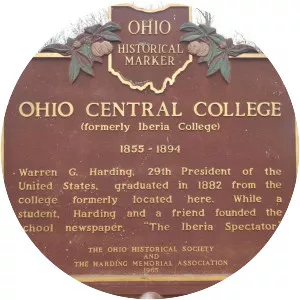 OHIO
HISTORICAL
MARKER
OHIO CENTRAL COLLEGE
(formerly Iberia College)
1855 - 1894
Warren G. Harding, 29th President of the
United States, graduated in 1882 from the
college formerly located here. While a
student, Harding and a friend founded the
school newspaper, "The Iberia Spectator
THE OHIO HISTORICAL SOCIETY
AND
THE HARDING MEMORIAL ASSOCIATION
1965